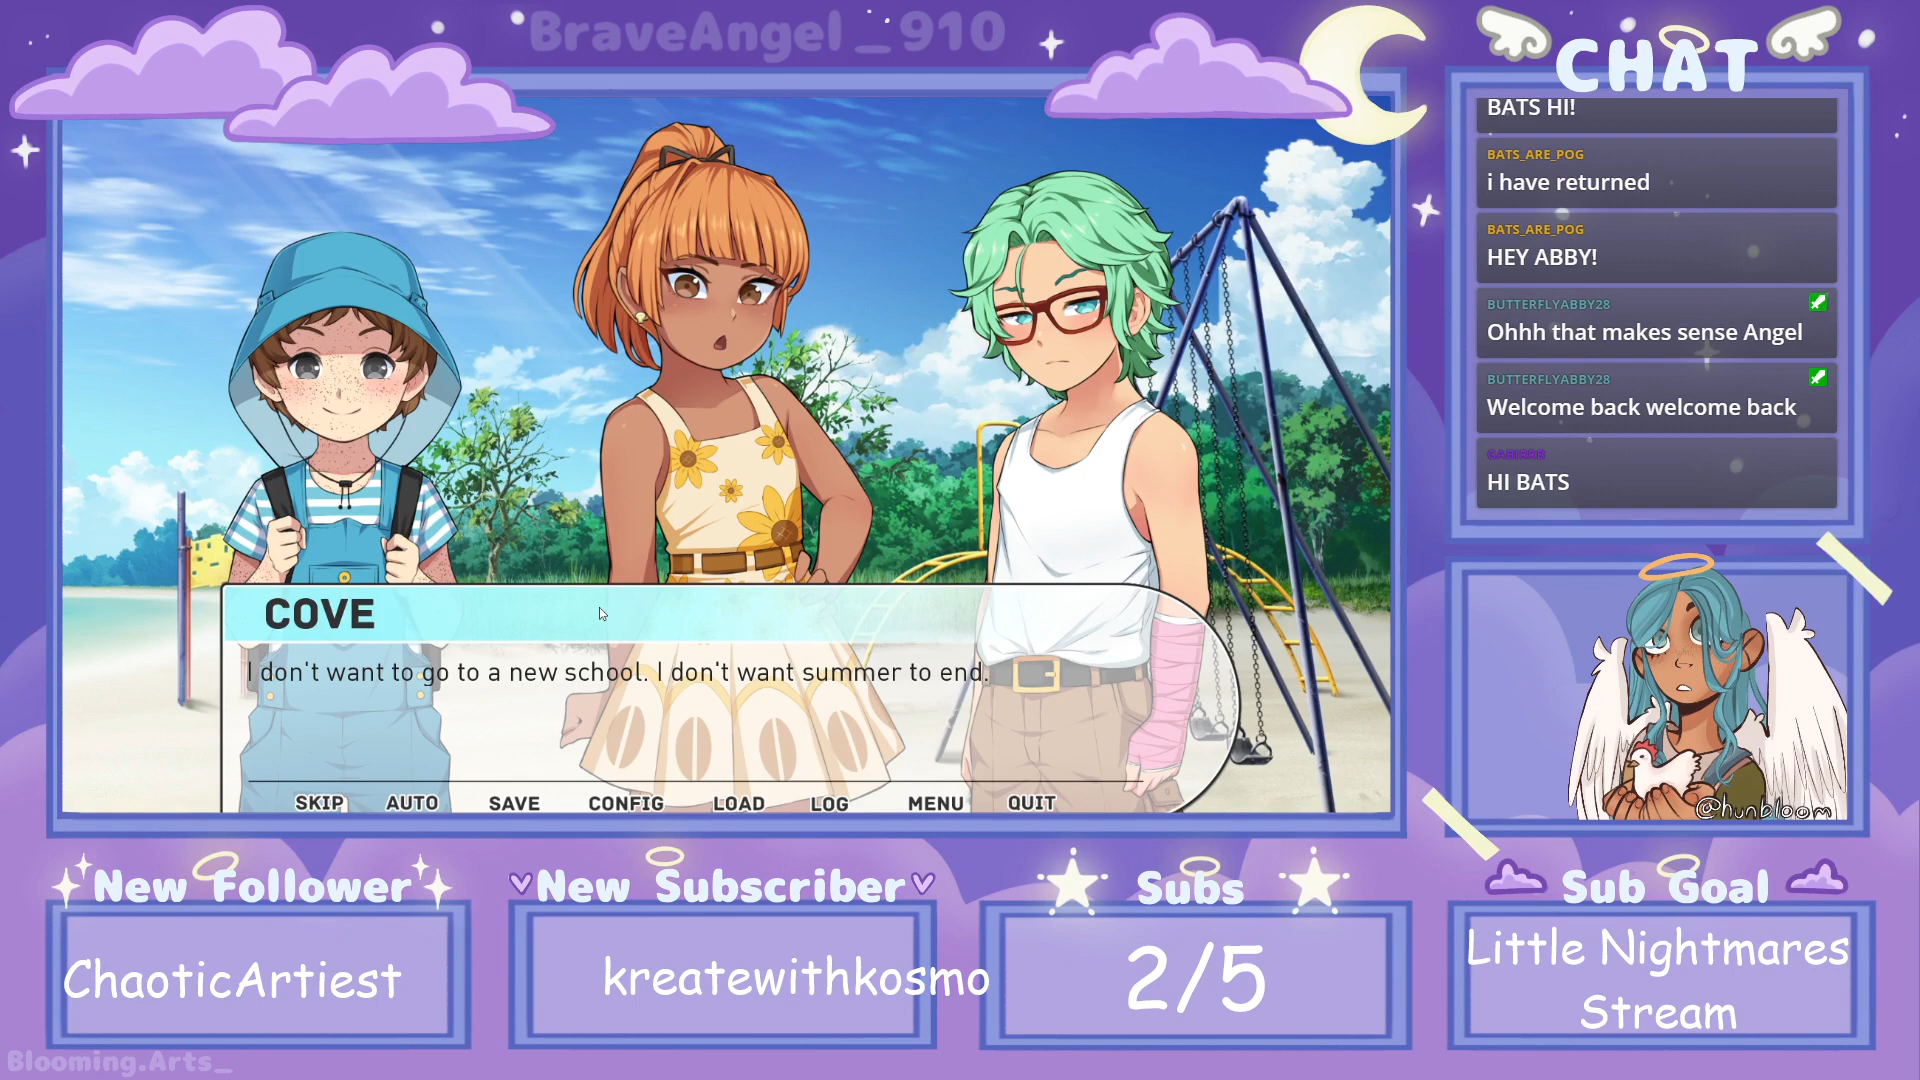 BraveAngel_910
CHAT
BATS HI!
BATS_ARE_POG
i have returned
BATS_ARE_POG
HEY ABBY!
BUTTERFLYABBY28
Ohhh that makes sense Angel
BUTTERFLYABBY28
Welcome back welcome back
HI BATS
COVE
I don't want to go to a new school. I don't want summer to end.
SKIP AUTO SAVE CONFIG LOAD LOG MENU QUIT
@hunbloom
New Follower
ChaoticArtiest
New Subscriber
kreatewithkosmo
Subs
2/5
Sub Goal
Little Nightmares
Stream
Blooming.Arts_